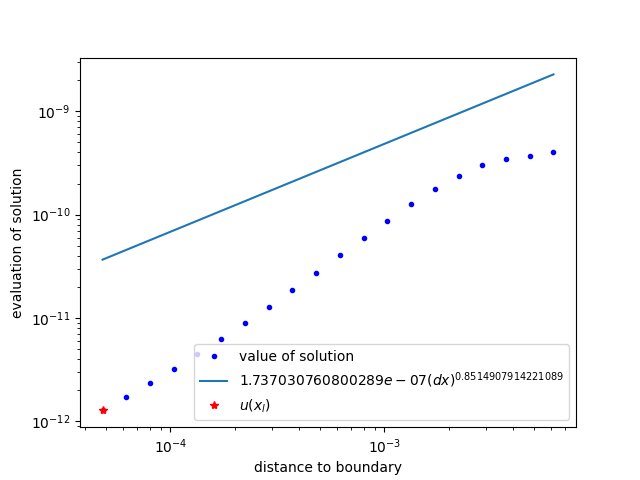 10⁻⁹
10⁻¹⁰
10⁻¹¹
10⁻¹²
evaluation of solution
value of solution
1.737030760800289e − 07(dx)^0.8514907914221089
u(x_l)
10⁻⁴
10⁻³
distance to boundary